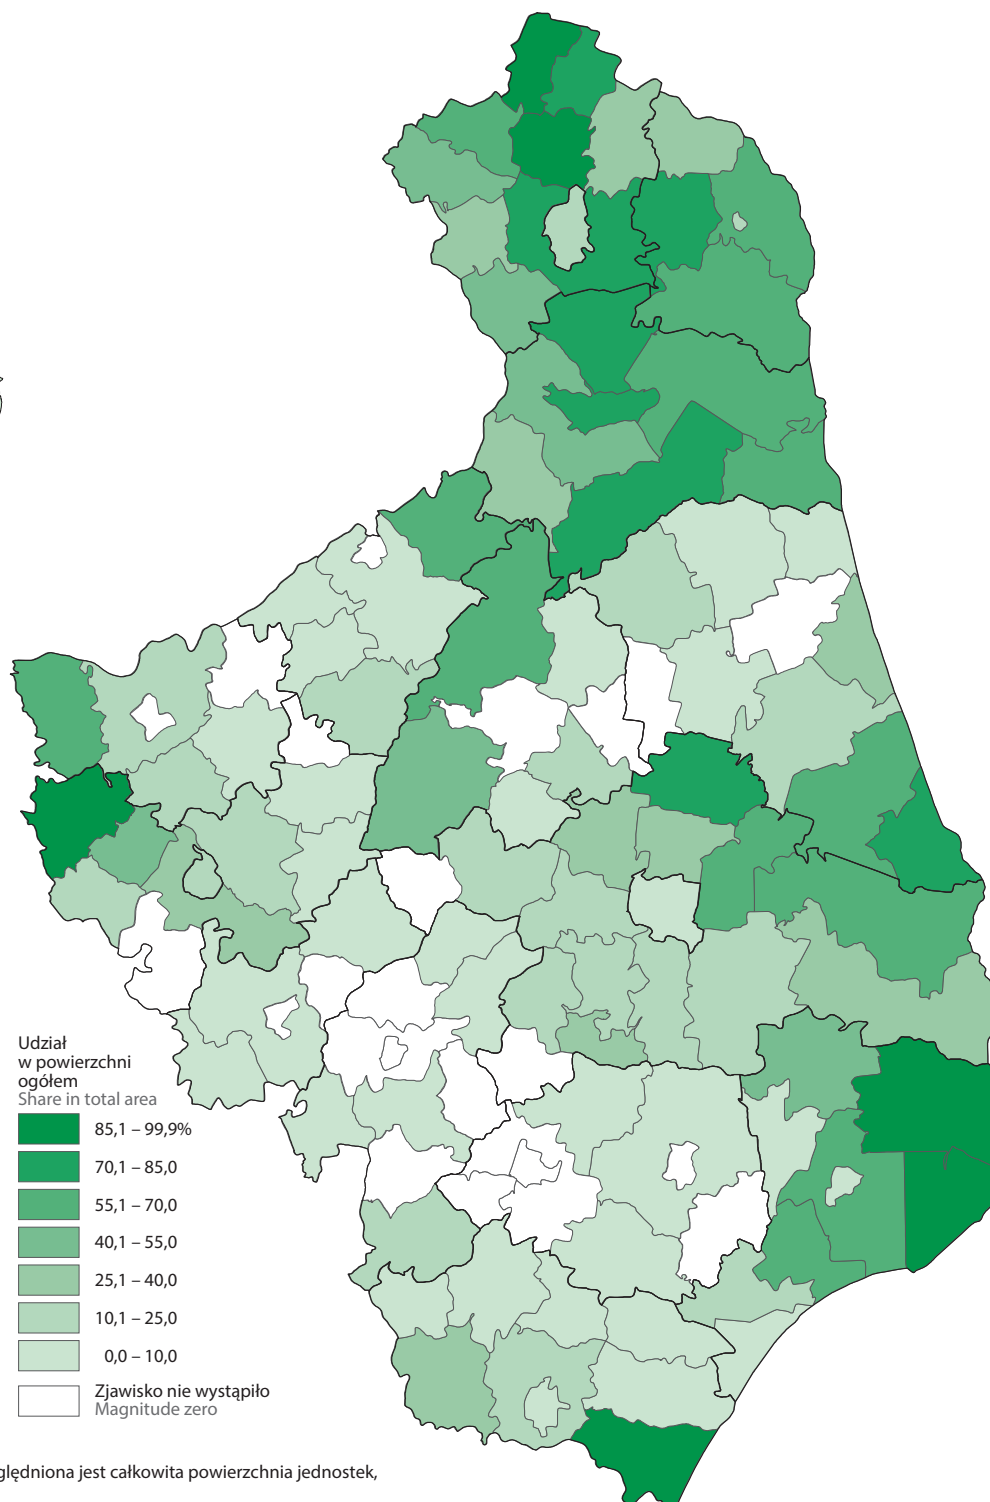 Udział
w powierzchni
ogółem
Share in total area
85,1 – 99,9%
70,1 – 85,0
55,1 – 70,0
40,1 – 55,0
25,1 – 40,0
10,1 – 25,0
0,0 – 10,0
Zjawisko nie wystąpiło
Magnitude zero
ględniona jest całkowita powierzchnia jednostek,